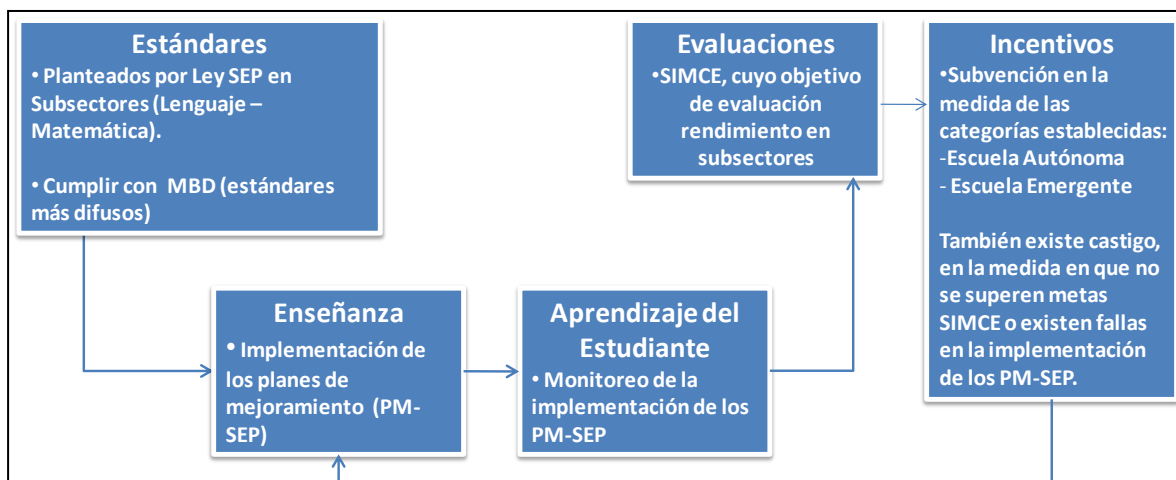 Estándares
• Planteados por Ley SEP en
Subsectores (Lenguaje –
Matemática).
• Cumplir con MBD (estándares
más difusos)
Enseñanza
• Implementación de
los planes de
mejoramiento (PM-
SEP)
Aprendizaje del
Estudiante
• Monitoreo de la
implementación de los
PM-SEP
Evaluaciones
•SIMCE, cuyo objetivo
de evaluación
rendimiento en
subsectores
Incentivos
•Subvención en la
medida de las
categorías establecidas:
-Escuela Autónoma
- Escuela Emergente
También existe castigo,
en la medida en que no
se superen metas
SIMCE o existen fallas
en la implementación
de los PM-SEP.